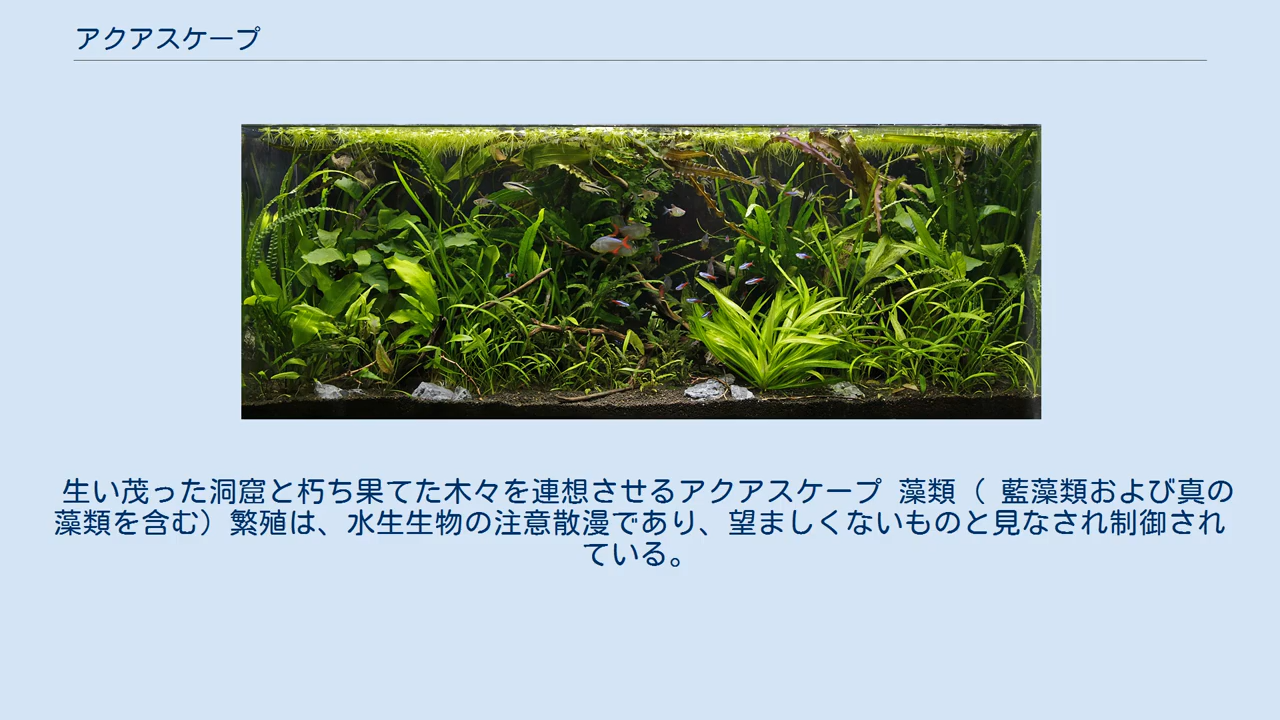 アクアスケープ
生い茂った洞窟と朽ち果てた木々を連想させるアクアスケープ 藻類（ 藍藻類および真の
藻類を含む）繁殖は、水生生物の注意散漫であり、望ましくないものと見なされ制御され
ている。